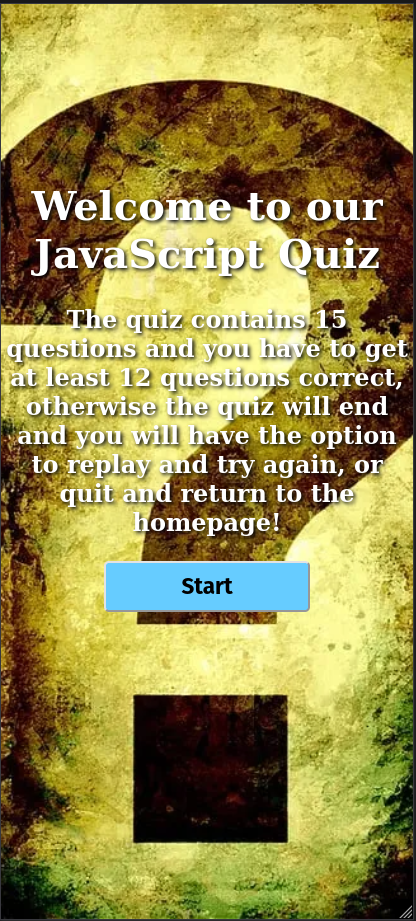 Welcome to our
JavaScript Quiz
The quiz contains 15
questions and you have to get
at least 12 questions correct,
otherwise the quiz will end
and you will have the option
to replay and try again, or
quit and return to the
homepage!
Start